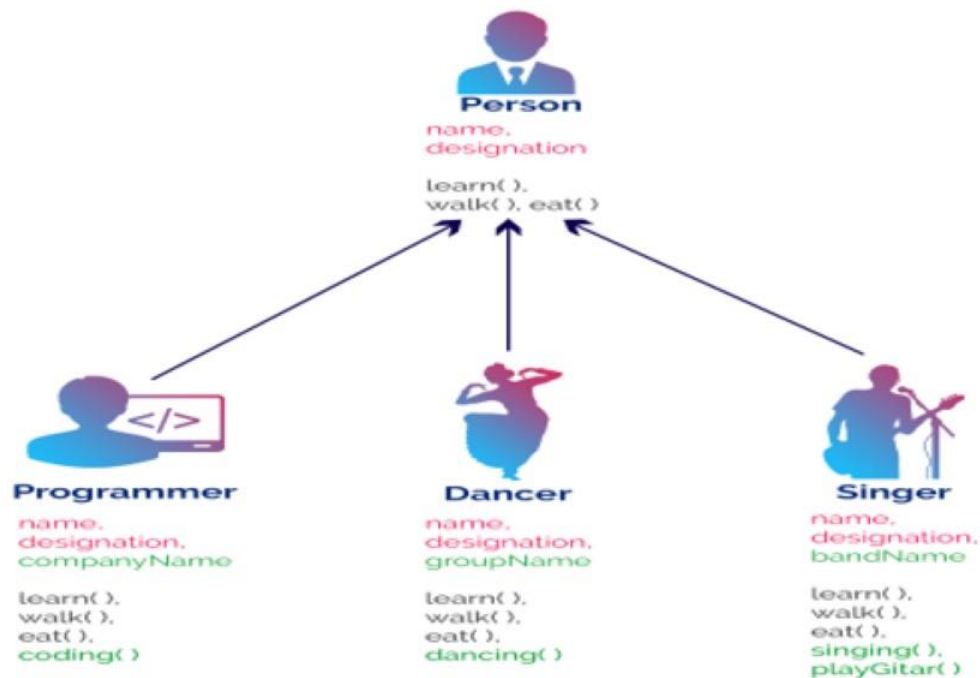 Person
name,
designation
learn( ),
walk( ), eat( )
</>
Programmer
name,
designation,
companyName
learn( ),
walk( ),
eat( ),
coding( )
Dancer
name,
designation,
groupName
learn( ),
walk( ),
eat( ),
dancing( )
Singer
name,
designation,
bandName
learn( ),
walk( ),
eat( ),
singing( ),
playGitar( )